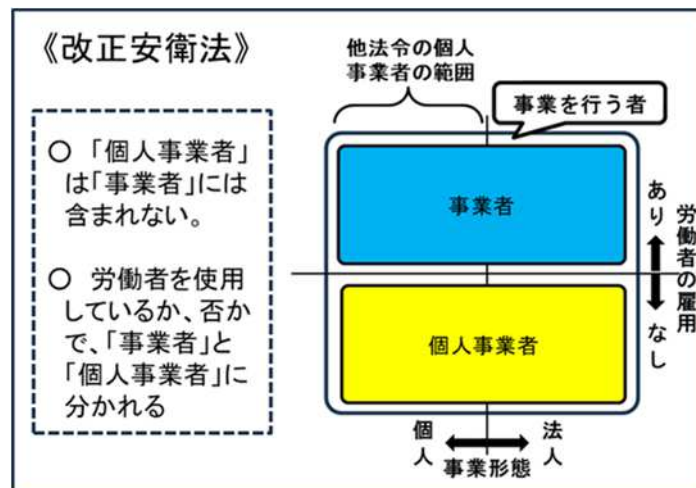 《改正安衛法》
他法令の個人
事業者の範囲
事業を行う者
○ 「個人事業者」
は「事業者」には
含まれない。
○ 労働者を使用
しているか、否か
で、「事業者」と
「個人事業者」に
分かれる
事業者
個人事業者
あり
なし
労働者の雇用
個人
法人
事業形態